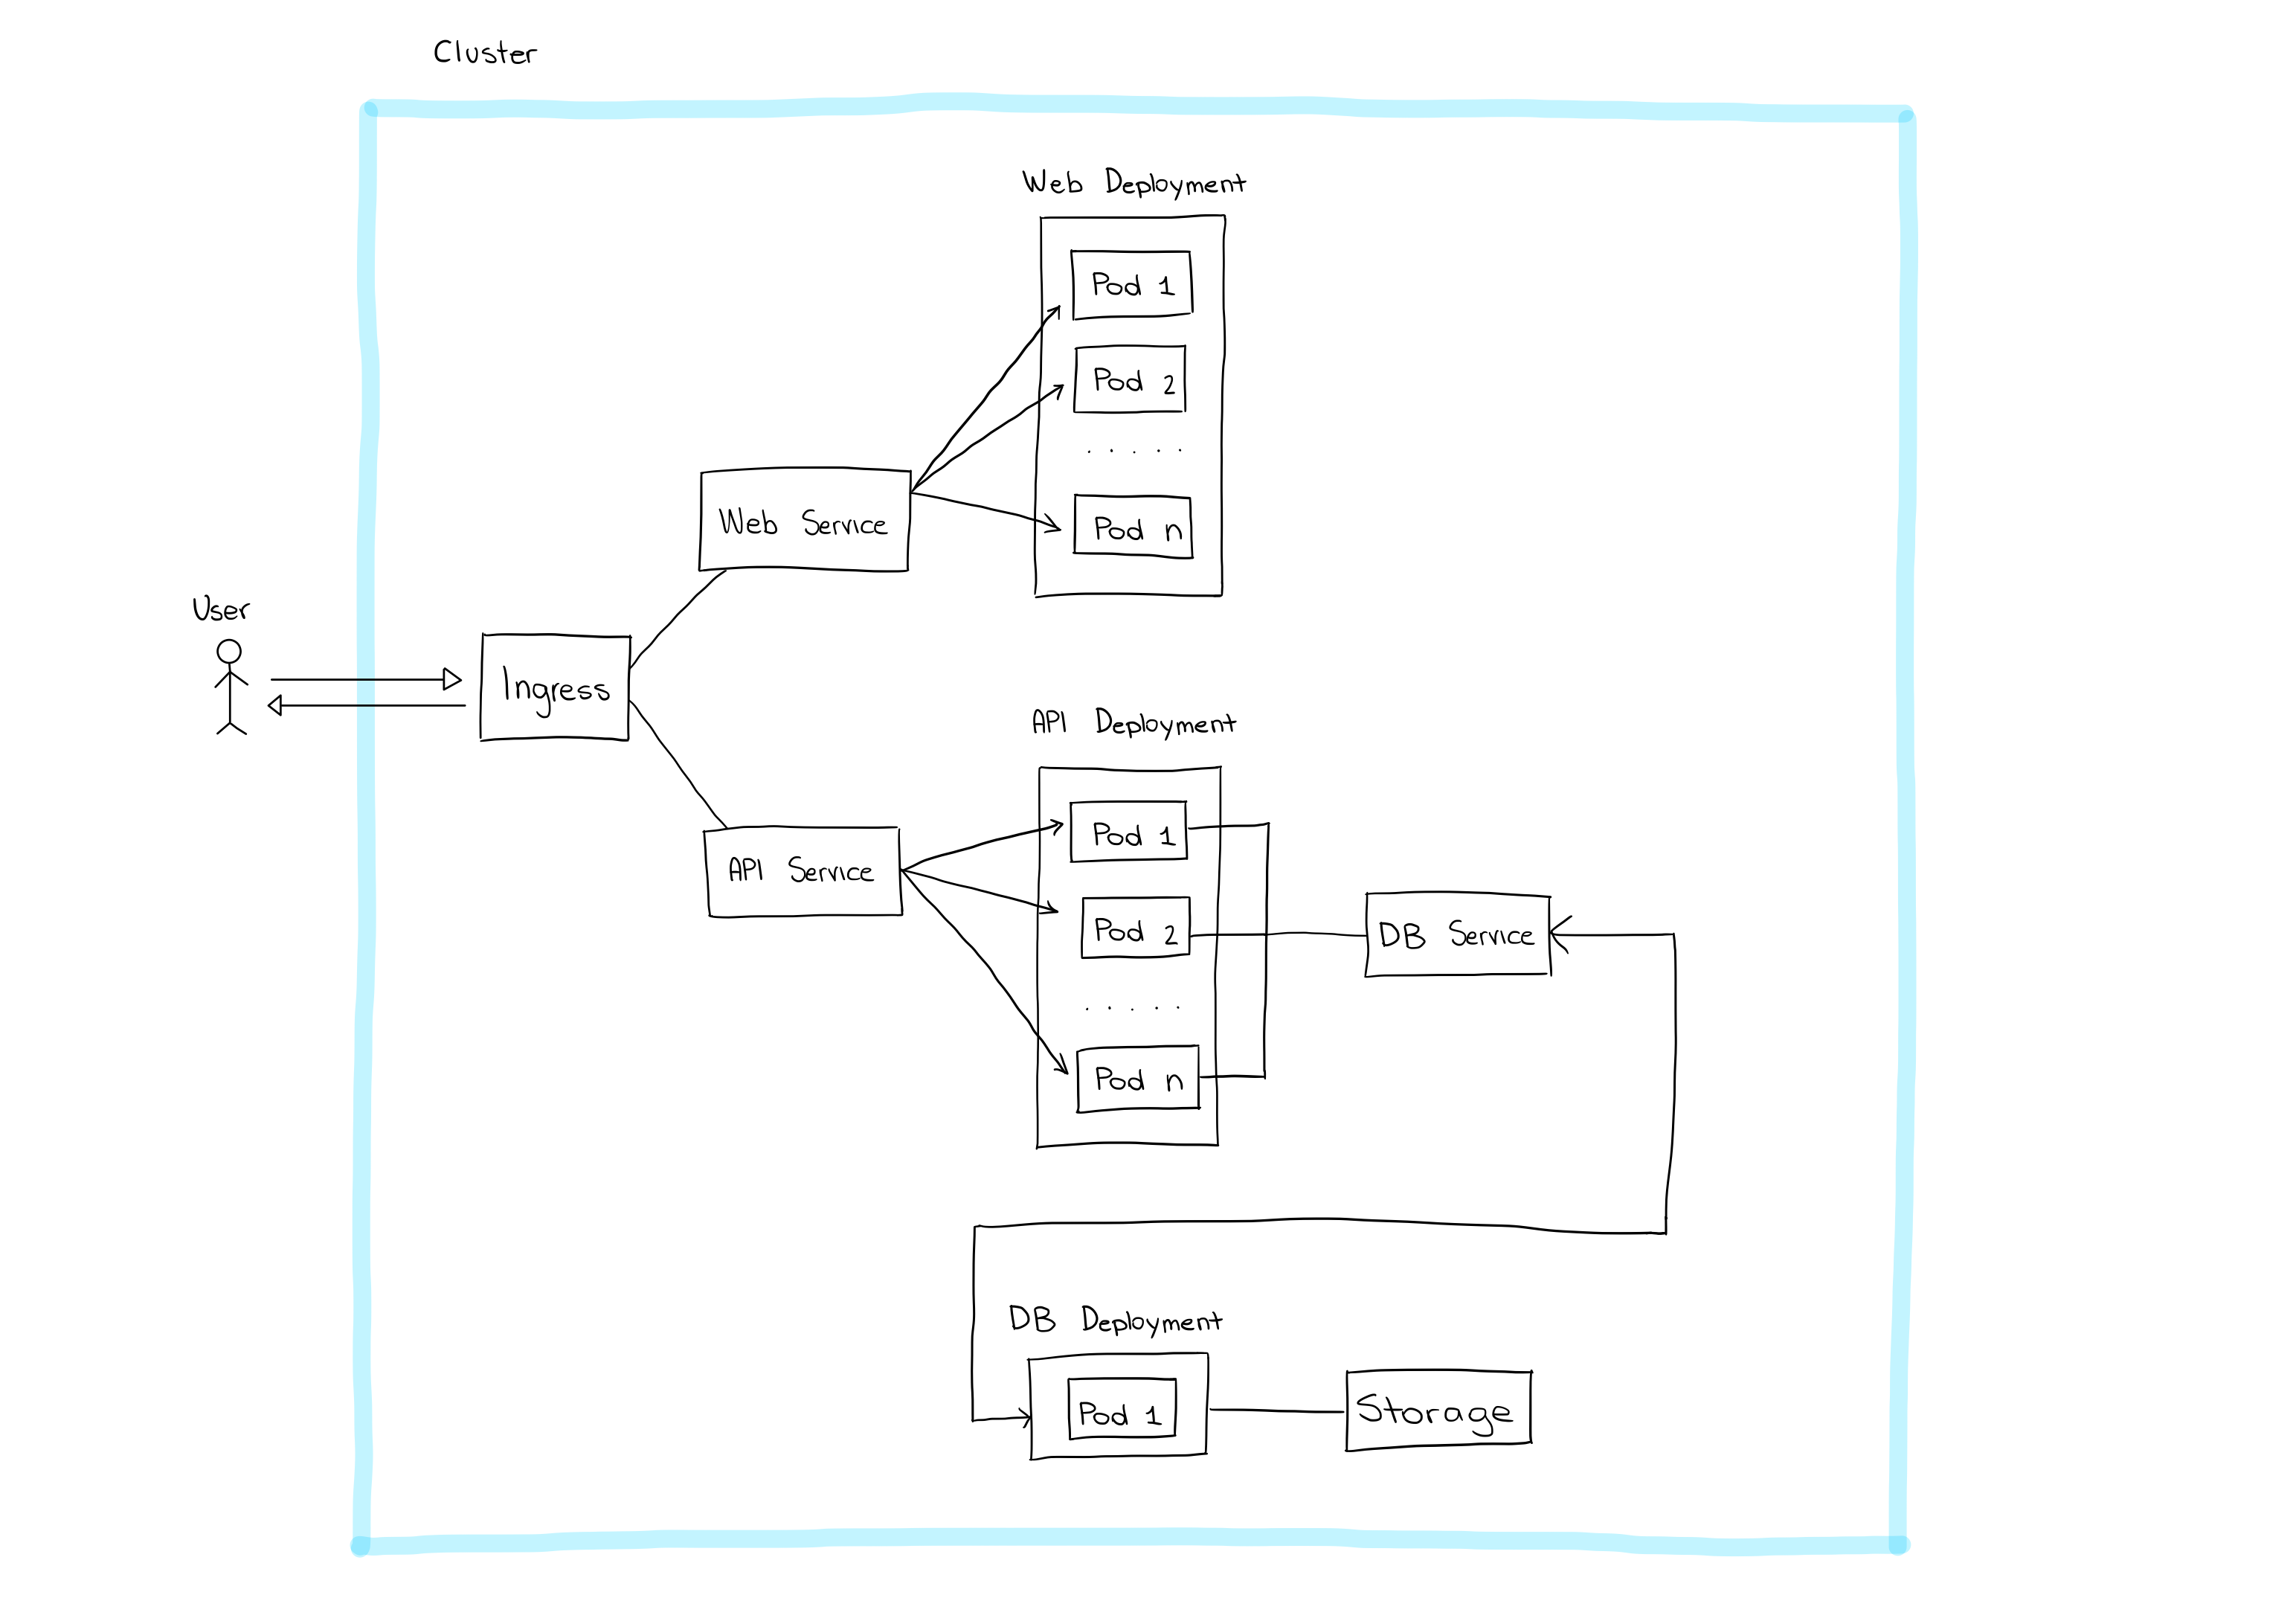 Cluster
Web Deployment
Pod 1
Pod 2
. . . . .
Pod n
Web Service
User
Ingress
API Deployment
Pod 1
API Service
Pod 2
DB Service
. . . . .
Pod n
DB Deployment
Pod 1
Storage